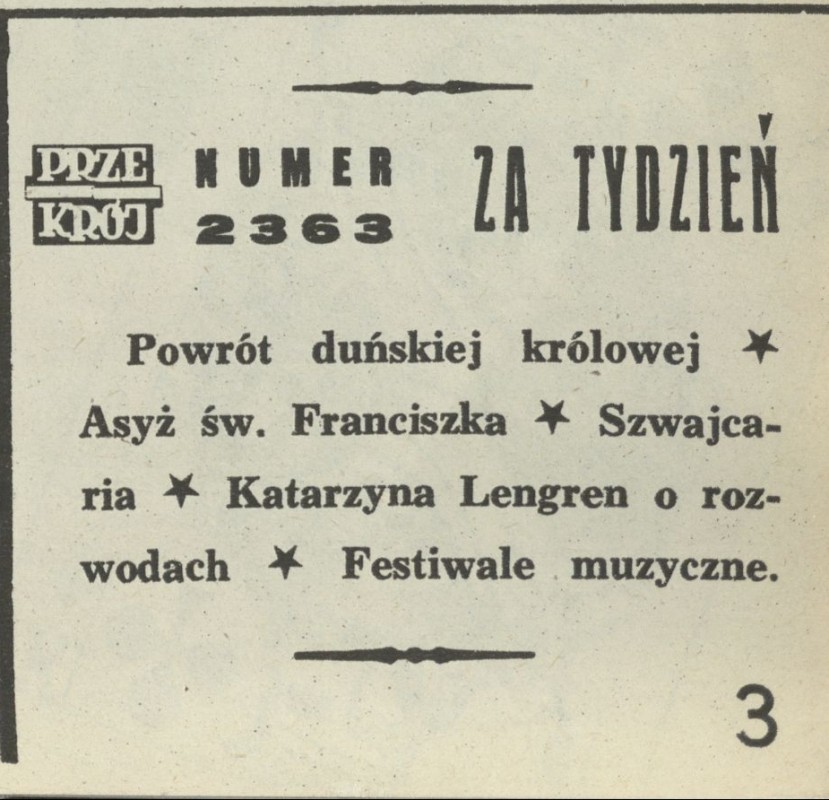 PRZE
KRÓJ
NUMER
2363
ZA TYDZIEŃ
Powrót duńskiej królowej ★
Asyż św. Franciszka ★ Szwajca-
ria ★ Katarzyna Lengren o roz-
wodach ★ Festiwale muzyczne.
3